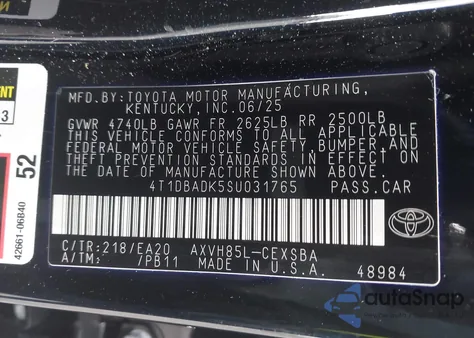 MFD. BY: TOYOTA MOTOR MANUFACTURING,
KENTUCKY, INC. 06/25
GVWR 4740LB GAWR FR 2625LB RR 2500LB
THIS VEHICLE CONFORMS TO ALL APPLICABLE
FEDERAL MOTOR VEHICLE SAFETY, BUMPER, AND
THEFT PREVENTION STANDARDS IN EFFECT ON
THE DATE OF MANUFACTURE SHOWN ABOVE.
4T1DBADK5SU031765 PASS.CAR
C/TR:218/EA20 AXVH85L-CEXSBA
A/TM: /PB11 MADE IN U.S.A.
48984
TOYOTA
52
42661-06B40
autoSnap